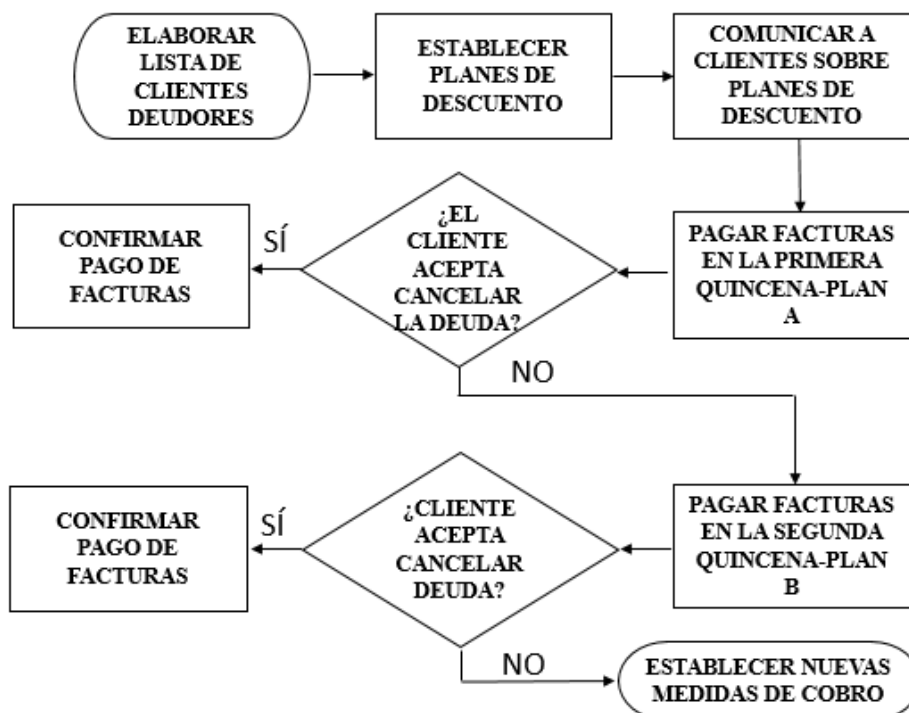 ELABORAR
LISTA DE
CLIENTES
DEUDORES
ESTABLECER
PLANES DE
DESCUENTO
COMUNICAR A
CLIENTES SOBRE
PLANES DE
DESCUENTO
CONFIRMAR
PAGO DE
FACTURAS
SÍ
¿EL
CLIENTE
ACEPTA
CANCELAR
LA DEUDA?
PAGAR FACTURAS
EN LA PRIMERA
QUINCENA-PLAN
A
NO
CONFIRMAR
PAGO DE
FACTURAS
SÍ
¿CLIENTE
ACEPTA
CANCELAR
DEUDA?
PAGAR FACTURAS
EN LA SEGUNDA
QUINCENA-PLAN
B
NO
ESTABLECER NUEVAS
MEDIDAS DE COBRO